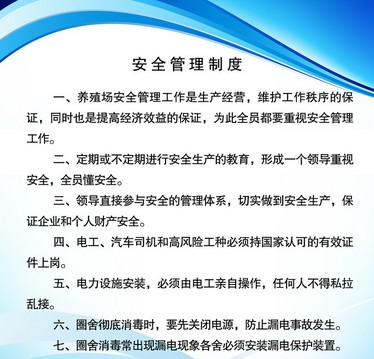 安全管理制度
一、养殖场安全管理工作是生产经营，维护工作秩序的保
证，同时也是提高经济效益的保证，为此全员都要重视安全管理
工作。
二、定期或不定期进行安全生产的教育，形成一个领导重视
安全，全员懂安全。
三、领导直接参与安全的管理体系，切实做到安全生产，保
证企业和个人财产安全。
四、电工、汽车司机和高风险工种必须持国家认可的有效证
件上岗。
五、电力设施安装，必须由电工亲自操作，任何人不得私拉
乱接。
六、圈舍彻底消毒时，要先关闭电源，防止漏电事故发生。
七、圈舍消毒常出现漏电现象各舍必须安装漏电保护装置。